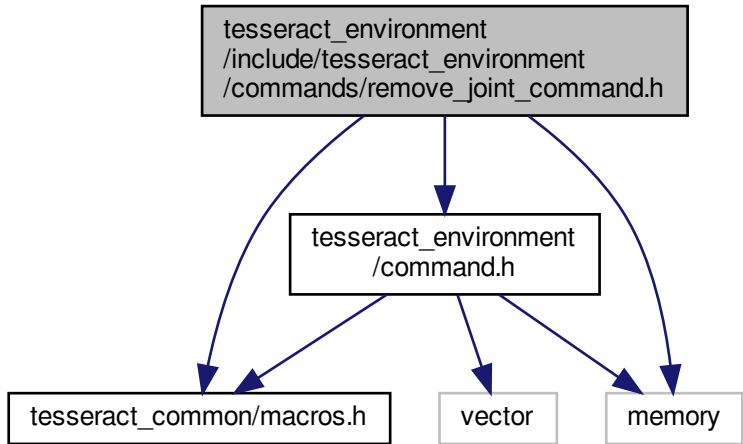 tesseract_environment
/include/tesseract_environment
/commands/remove_joint_command.h
tesseract_environment
/command.h
tesseract_common/macros.h
vector
memory